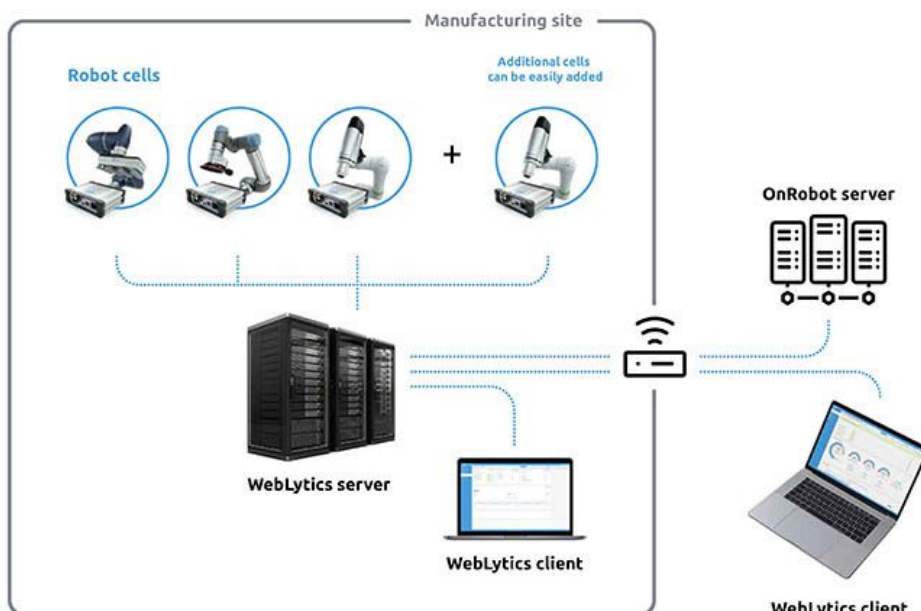 Manufacturing site
Robot cells
Additional cells
can be easily added
+
OnRobot server
WebLytics server
WebLytics client
WebLytics client